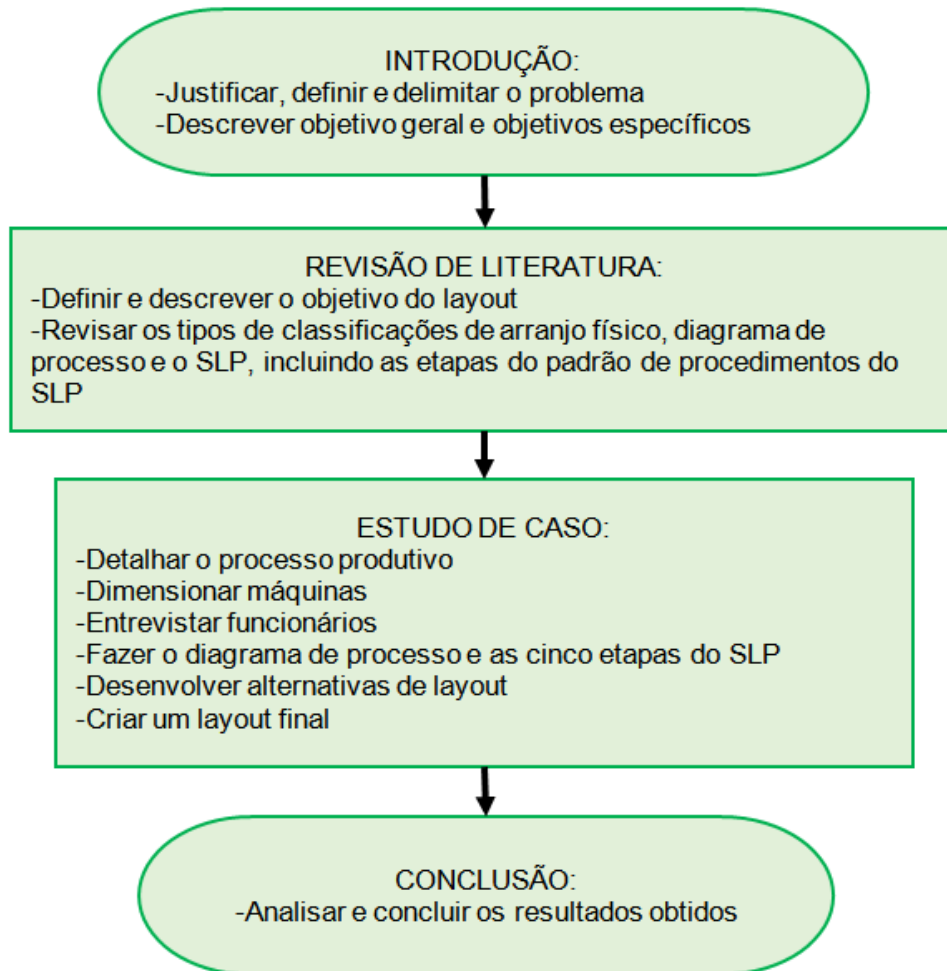 INTRODUÇÃO:
-Justificar, definir e delimitar o problema
-Descrever objetivo geral e objetivos específicos
REVISÃO DE LITERATURA:
-Definir e descrever o objetivo do layout
-Revisar os tipos de classificações de arranjo físico, diagrama de
processo e o SLP, incluindo as etapas do padrão de procedimentos do
SLP
ESTUDO DE CASO:
-Detalhar o processo produtivo
-Dimensionar máquinas
-Entrevistar funcionários
-Fazer o diagrama de processo e as cinco etapas do SLP
-Desenvolver alternativas de layout
-Criar um layout final
CONCLUSÃO:
-Analisar e concluir os resultados obtidos